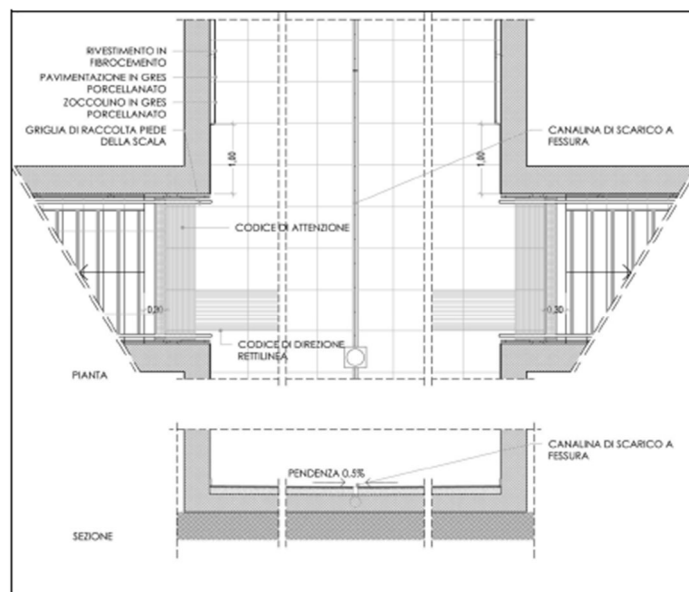 RIVESTIMENTO IN
FIBROCEMENTO
PAVIMENTAZIONE IN GRES
PORCELLANATO
ZOCCOLINO IN GRES
PORCELLANATO
GRIGLIA DI RACCOLTA PIEDE
DELLA SCALA
CANALINA DI SCARICO A
FESSURA
1,00
1,00
CODICE DI ATTENZIONE
0,30
0,30
CODICE DI DIREZIONE
RETTILINEA
PIANTA
CANALINA DI SCARICO A
FESSURA
PENDENZA 0.5%
SEZIONE